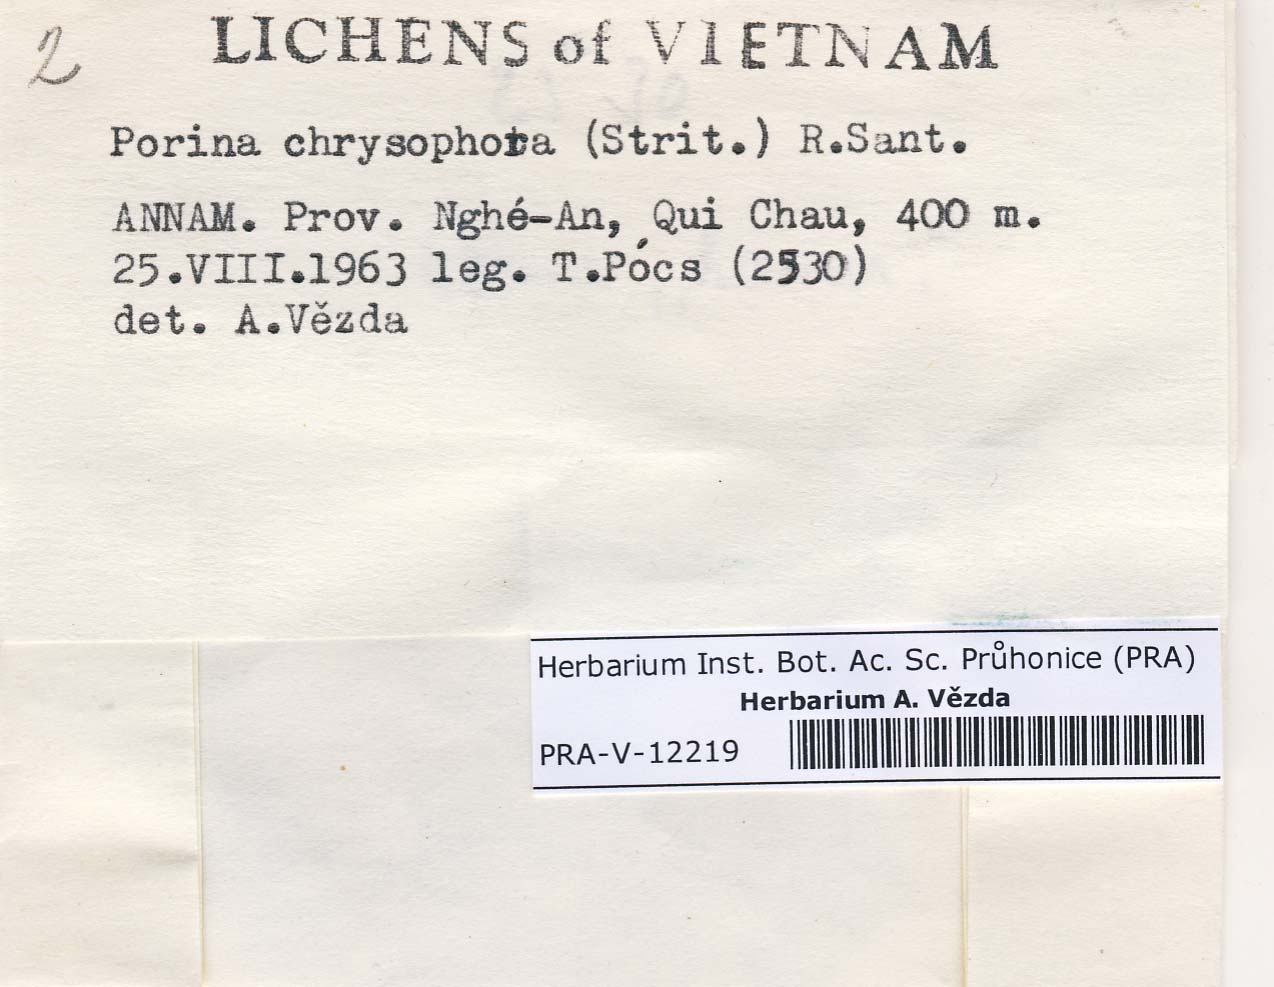 2
LICHENS of VIETNAM
Porina chrysophora (Strit.) R.Sant.
ANNAM. Prov. Nghé-An, Qui Chau, 400 m.
25.VIII.1963 leg. T.Pócs (2530)
det. A.Vězda
Herbarium Inst. Bot. Ac. Sc. Průhonice (PRA)
Herbarium A. Vězda
PRA-V-12219